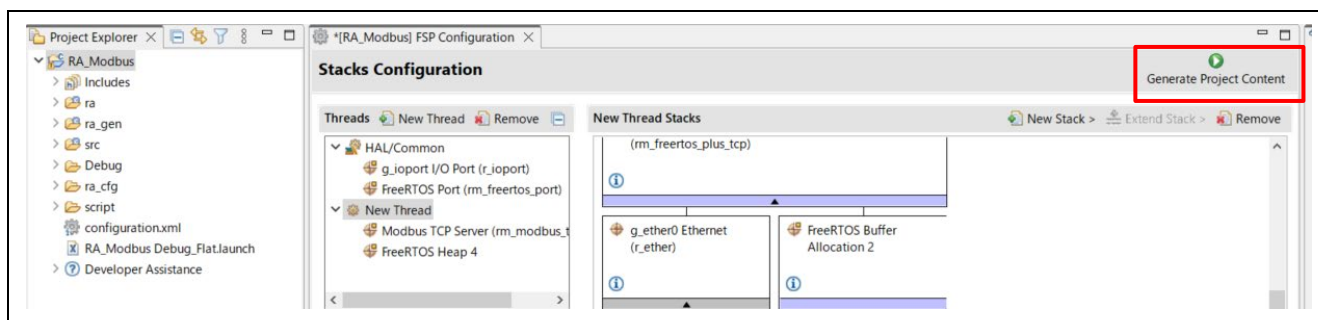 Project Explorer
*[RA_Modbus] FSP Configuration
RA_Modbus
Includes
ra
ra_gen
src
Debug
ra_cfg
script
configuration.xml
RA_Modbus Debug_Flat.launch
Developer Assistance
Stacks Configuration
Generate Project Content
Threads New Thread Remove
HAL/Common
g_ioport I/O Port (r_ioport)
FreeRTOS Port (rm_freertos_port)
New Thread
Modbus TCP Server (rm_modbus_t
FreeRTOS Heap 4
New Thread Stacks
New Stack > Extend Stack > Remove
(rm_freertos_plus_tcp)
g_ether0 Ethernet
(r_ether)
FreeRTOS Buffer
Allocation 2